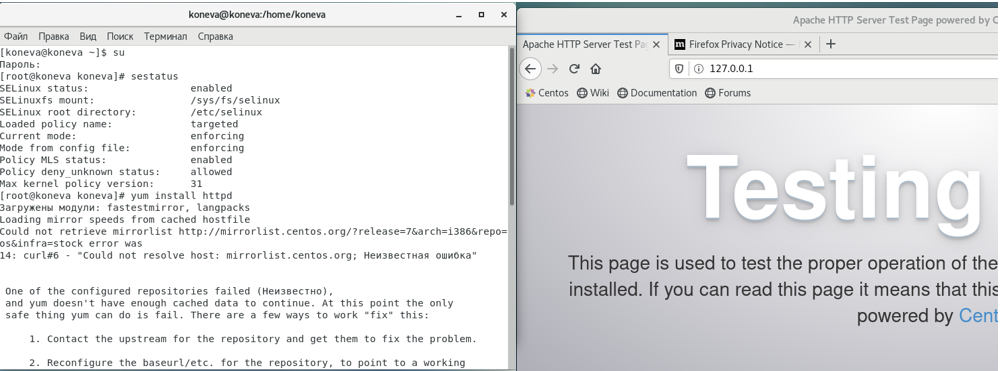 koneva@koneva:/home/koneva
Файл Правка Вид Поиск Терминал Справка
[koneva@koneva ~]$ su
Пароль:
[root@koneva koneva]# sestatus
SELinux status: enabled
SELinuxfs mount: /sys/fs/selinux
SELinux root directory: /etc/selinux
Loaded policy name: targeted
Current mode: enforcing
Mode from config file: enforcing
Policy MLS status: enabled
Policy deny_unknown status: allowed
Max kernel policy version: 31
[root@koneva koneva]# yum install httpd
Загружены модули: fastestmirror, langpacks
Loading mirror speeds from cached hostfile
Could not retrieve mirrorlist http://mirrorlist.centos.org/?release=7&arch=i386&repo=
os&infra=stock error was
14: curl#6 - "Could not resolve host: mirrorlist.centos.org; Неизвестная ошибка"
One of the configured repositories failed (Неизвестно),
and yum doesn't have enough cached data to continue. At this point the only
safe thing yum can do is fail. There are a few ways to work "fix" this:
1. Contact the upstream for the repository and get them to fix the problem.
2. Reconfigure the baseurl/etc. for the repository, to point to a working
Apache HTTP Server Test Page powered by C
Apache HTTP Server Test Pa
Firefox Privacy Notice —
127.0.0.1
Centos Wiki Documentation Forums
Testing
This page is used to test the proper operation of the
installed. If you can read this page it means that this
powered by Cent